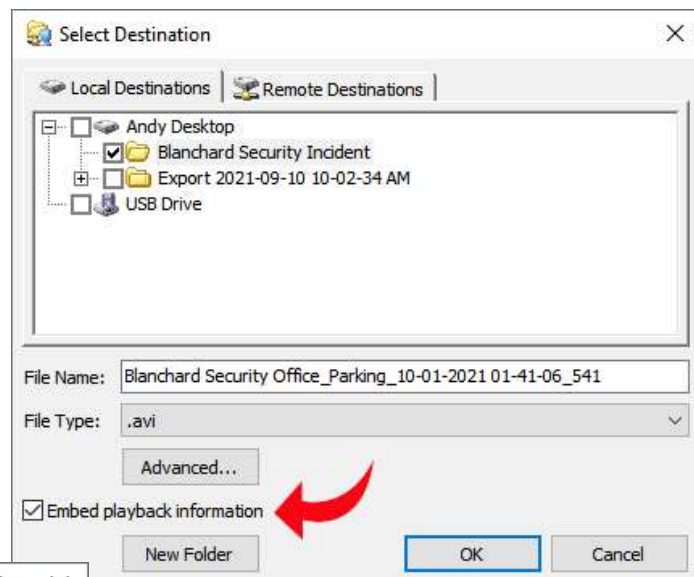 Select Destination
Local Destinations
Remote Destinations
Andy Desktop
Blanchard Security Incident
Export 2021-09-10 10-02-34 AM
USB Drive
File Name: Blanchard Security Office_Parking_10-01-2021 01-41-06_541
File Type: .avi
Advanced...
Embed playback information
New Folder OK Cancel